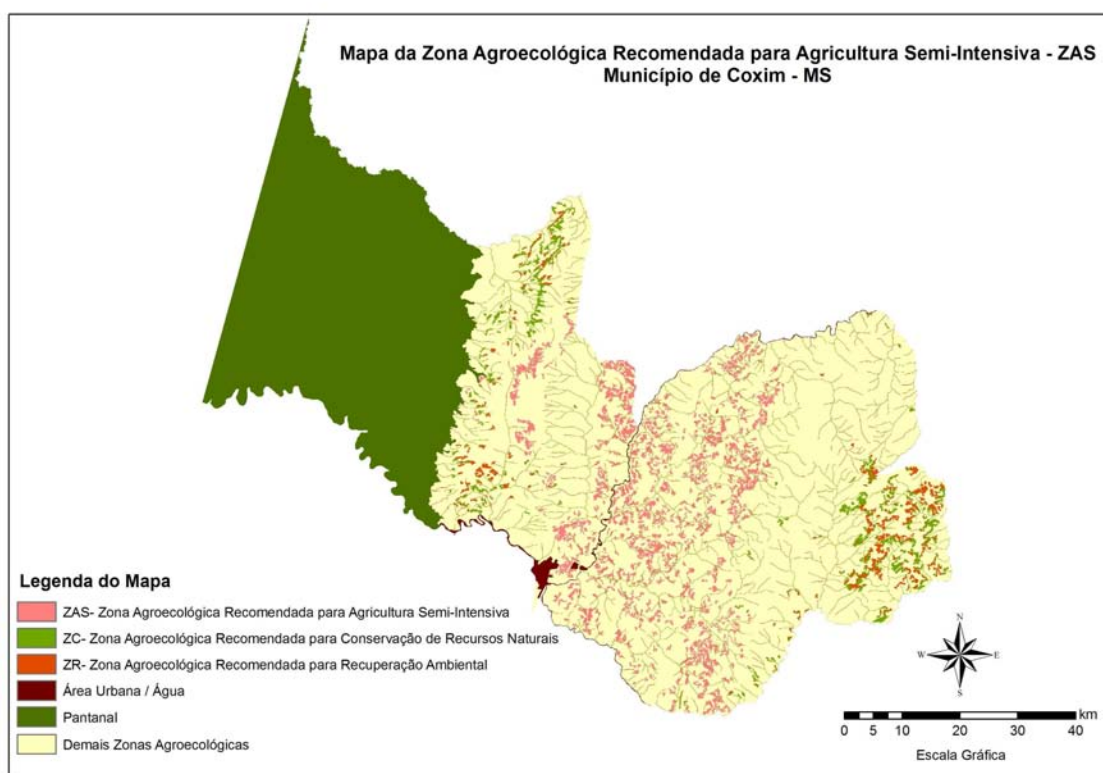 Mapa da Zona Agroecológica Recomendada para Agricultura Semi-Intensiva - ZAS
Município de Coxim - MS
Legenda do Mapa
ZAS- Zona Agroecológica Recomendada para Agricultura Semi-Intensiva
ZC- Zona Agroecológica Recomendada para Conservação de Recursos Naturais
ZR- Zona Agroecológica Recomendada para Recuperação Ambiental
Área Urbana / Água
Pantanal
Demais Zonas Agroecológicas
N
W E
S
km
0 5 10 20 30 40
Escala Gráfica